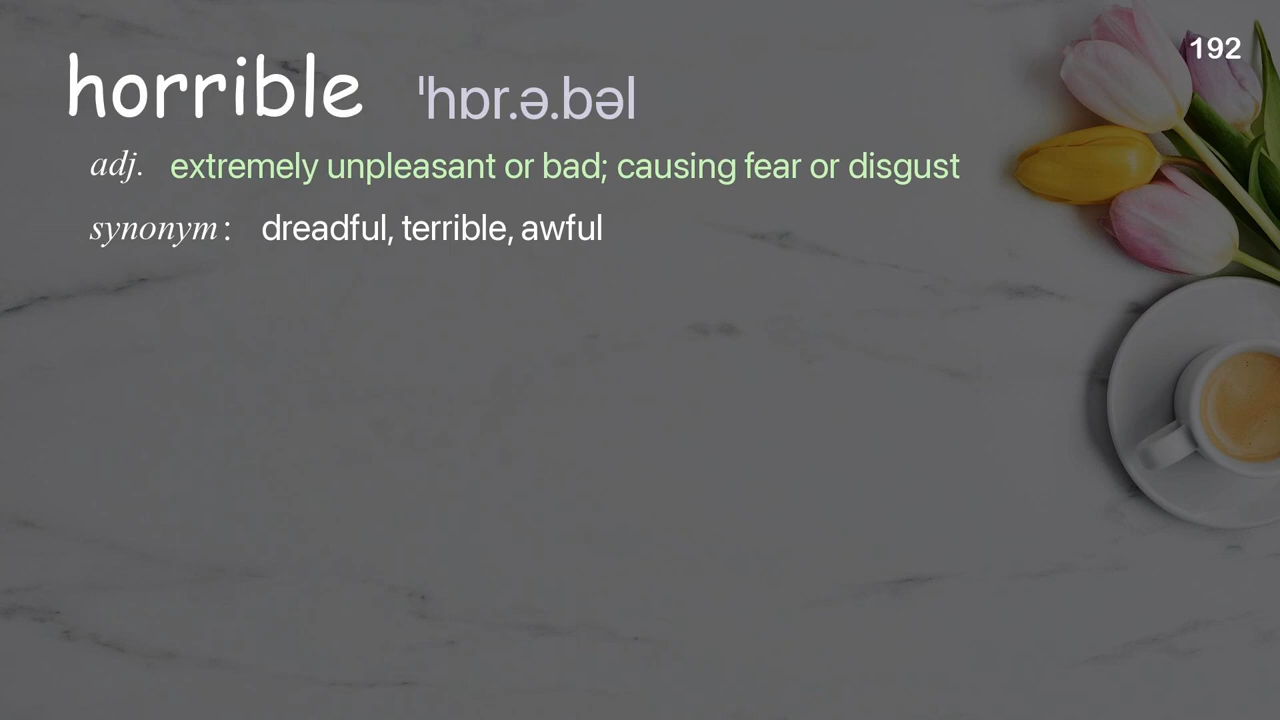 192
horrible ˈhɒr.ə.bəl
adj. extremely unpleasant or bad; causing fear or disgust
synonym: dreadful, terrible, awful